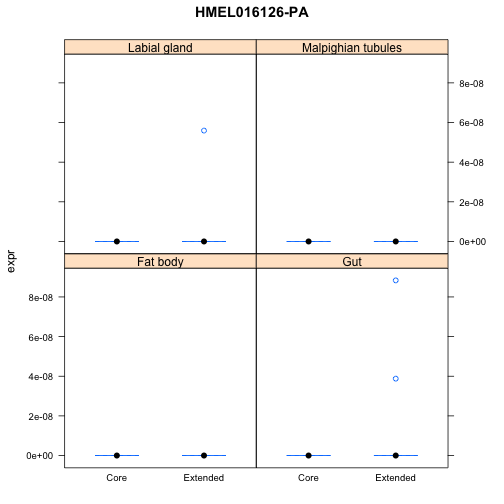 HMEL016126-PA
Labial gland Malpighian tubules
8e-08
6e-08
4e-08
2e-08
0e+00
expr
Fat body Gut
8e-08
6e-08
4e-08
2e-08
0e+00
Core Extended Core Extended